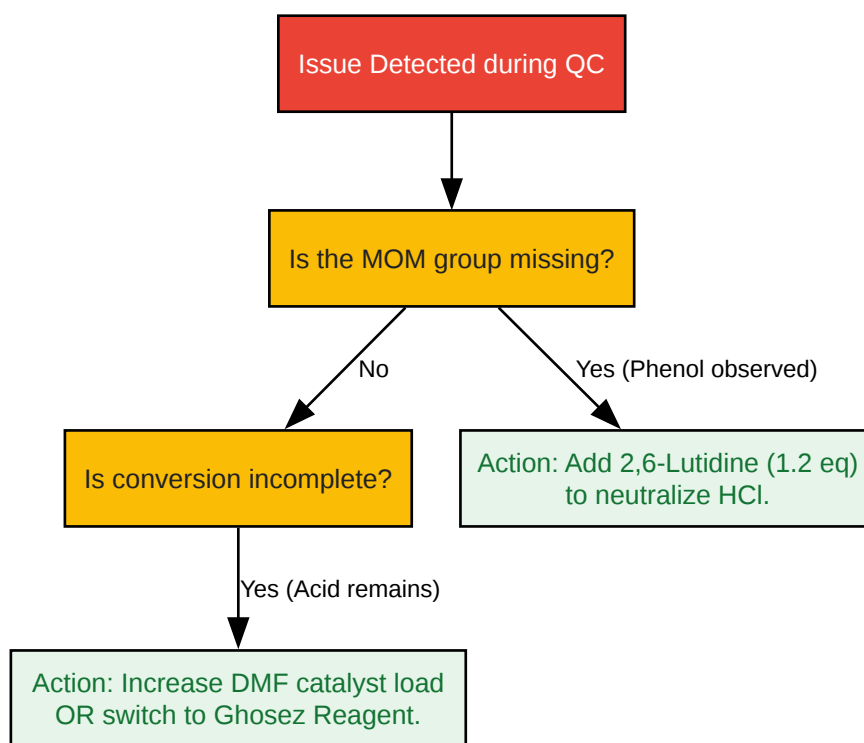 Issue Detected during QC
Is the MOM group missing?
No
Yes (Phenol observed)
Is conversion incomplete?
Action: Add 2,6-Lutidine (1.2 eq)
to neutralize HCl.
Yes (Acid remains)
Action: Increase DMF catalyst load
OR switch to Ghosez Reagent.